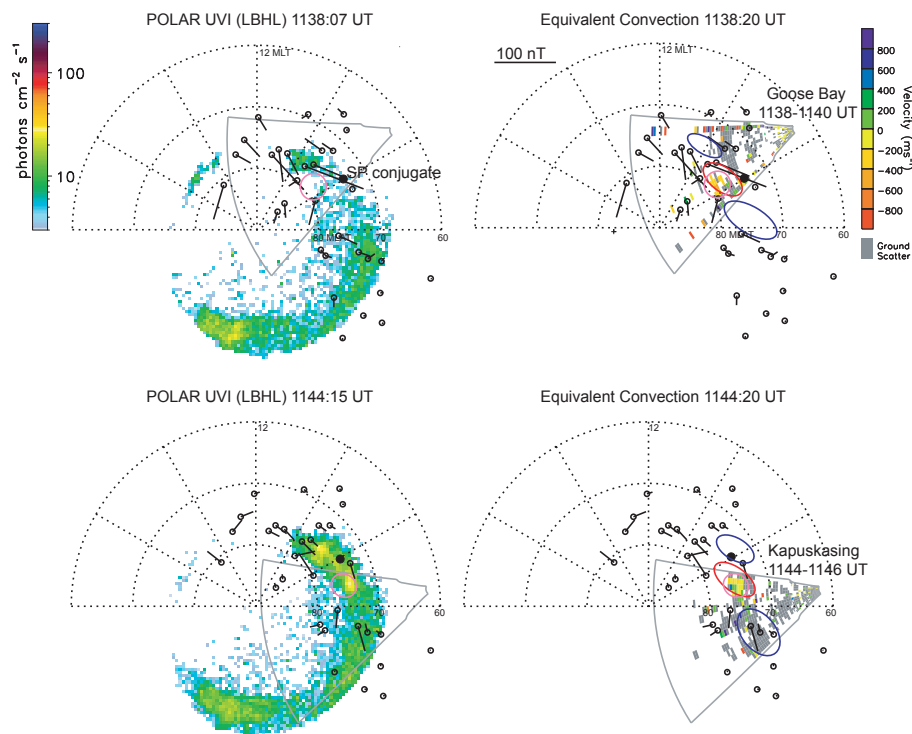 POLAR UVI (LBHL) 1138:07 UT
Equivalent Convection 1138:20 UT
photons cm⁻² s⁻¹
100
10
12 MLT
SP conjugate
80 MLT
70
60
100 nT
12 MLT
Goose Bay
1138-1140 UT
80 MLT
70
60
800
600
400
200
0
−200
−400
−600
−800
Velocity (ms⁻¹)
Ground
Scatter
POLAR UVI (LBHL) 1144:15 UT
Equivalent Convection 1144:20 UT
12
80
70
60
12
Kapuskasing
1144-1146 UT
80
70
60